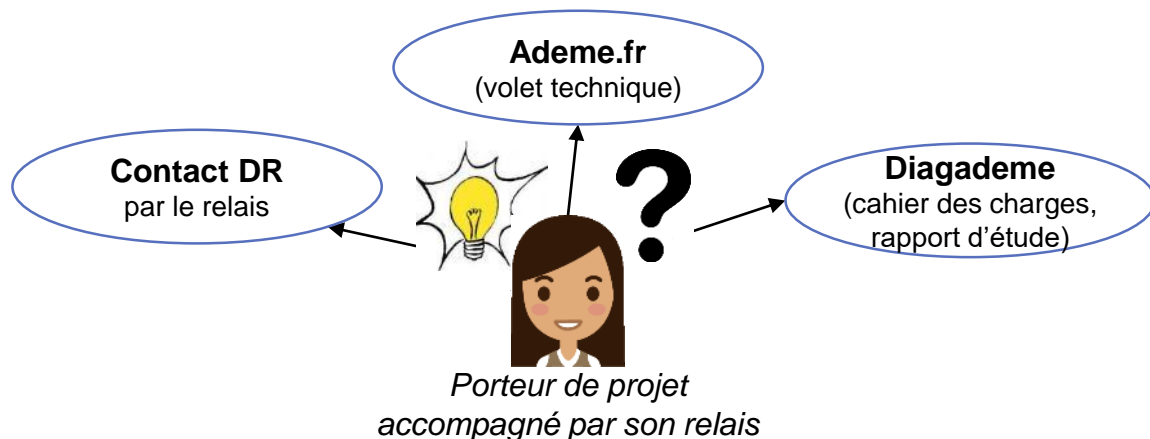 Ademe.fr
(volet technique)
Contact DR
par le relais
Diagademe
(cahier des charges,
rapport d'étude)
Porteur de projet
accompagné par son relais